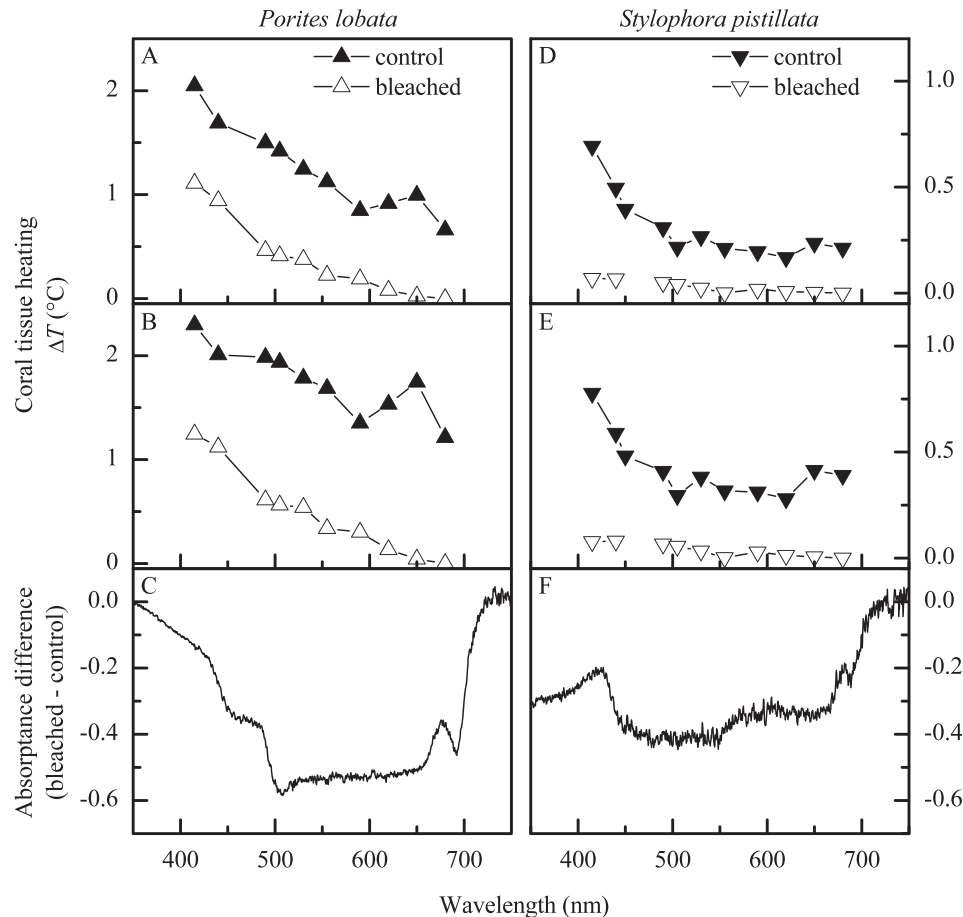 Porites lobata
Stylophora pistillata
A
control
bleached
D
control
bleached
2
1
0
1.0
0.5
0.0
Coral tissue heating
ΔT (°C)
B
E
2
1
0
1.0
0.5
0.0
C
F
0.0
-0.2
-0.4
-0.6
0.0
-0.2
-0.4
-0.6
Absorptance difference
(bleached - control)
400 500 600 700
400 500 600 700
Wavelength (nm)